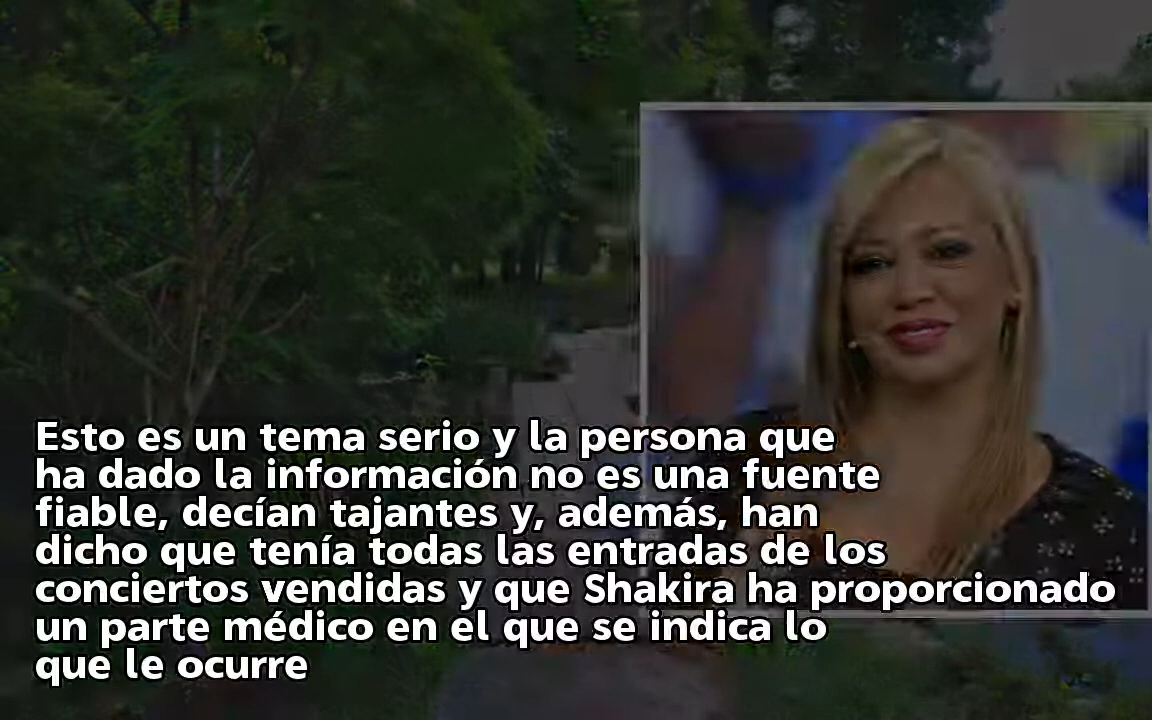 Esto es un tema serio y la persona que
ha dado la información no es una fuente
fiable, decían tajantes y, además, han
dicho que tenía todas las entradas de los
conciertos vendidas y que Shakira ha proporcionado
un parte médico en el que se indica lo
que le ocurre